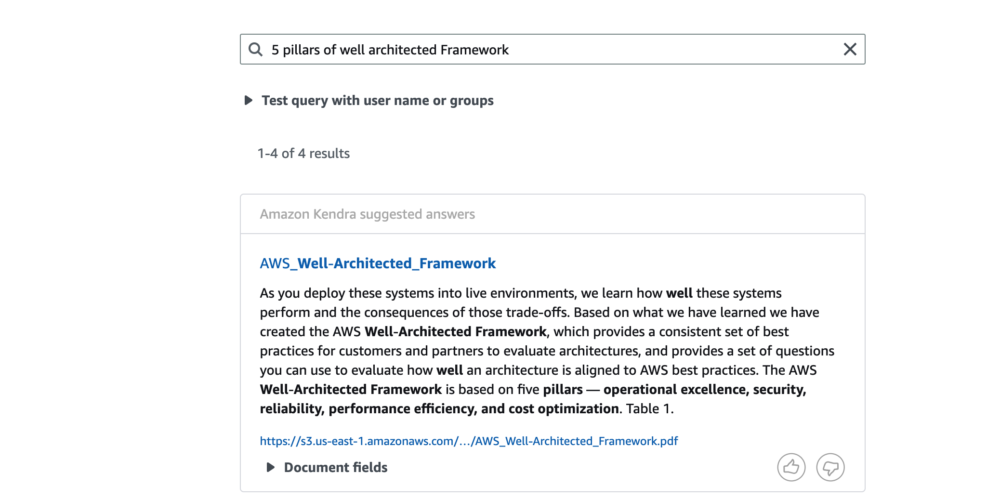 5 pillars of well architected Framework
Test query with user name or groups
1-4 of 4 results
Amazon Kendra suggested answers
AWS_Well-Architected_Framework
As you deploy these systems into live environments, we learn how well these systems
perform and the consequences of those trade-offs. Based on what we have learned we have
created the AWS Well-Architected Framework, which provides a consistent set of best
practices for customers and partners to evaluate architectures, and provides a set of questions
you can use to evaluate how well an architecture is aligned to AWS best practices. The AWS
Well-Architected Framework is based on five pillars — operational excellence, security,
reliability, performance efficiency, and cost optimization. Table 1.
https://s3.us-east-1.amazonaws.com/…/AWS_Well-Architected_Framework.pdf
Document fields